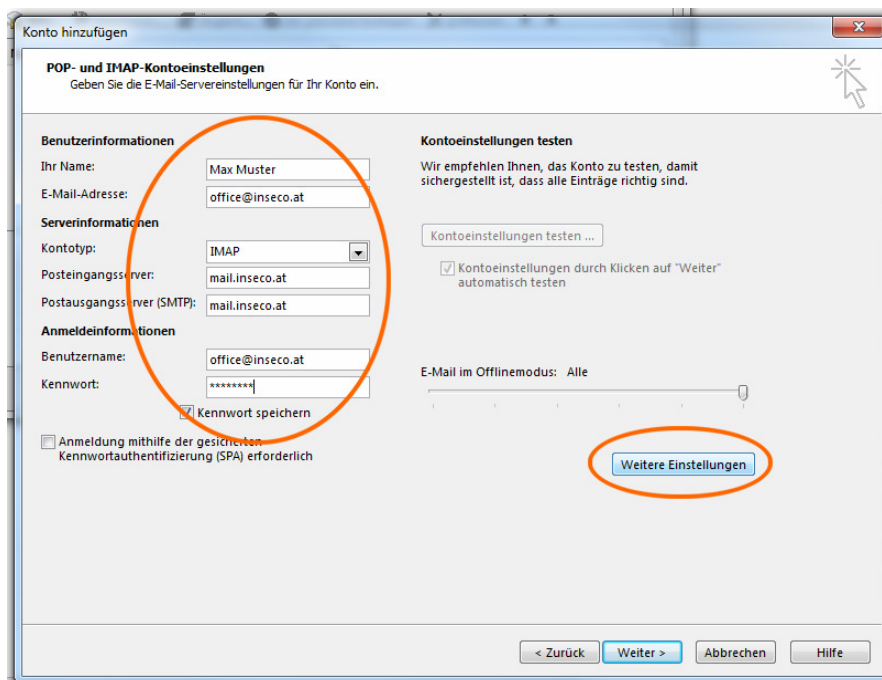 Konto hinzufügen
POP- und IMAP-Kontoeinstellungen
Geben Sie die E-Mail-Servereinstellungen für Ihr Konto ein.
Benutzerinformationen
Ihr Name:
Max Muster
E-Mail-Adresse:
office@inseco.at
Serverinformationen
Kontotyp:
IMAP
Posteingangsserver:
mail.inseco.at
Postausgangsserver (SMTP):
mail.inseco.at
Anmeldeinformationen
Benutzername:
office@inseco.at
Kennwort:
********
Kennwort speichern
Anmeldung mithilfe der gesicherten
Kennwortauthentifizierung (SPA) erforderlich
Kontoeinstellungen testen
Wir empfehlen Ihnen, das Konto zu testen, damit
sichergestellt ist, dass alle Einträge richtig sind.
Kontoeinstellungen testen ...
Kontoeinstellungen durch Klicken auf "Weiter"
automatisch testen
E-Mail im Offlinemodus: Alle
Weitere Einstellungen
< Zurück
Weiter >
Abbrechen
Hilfe